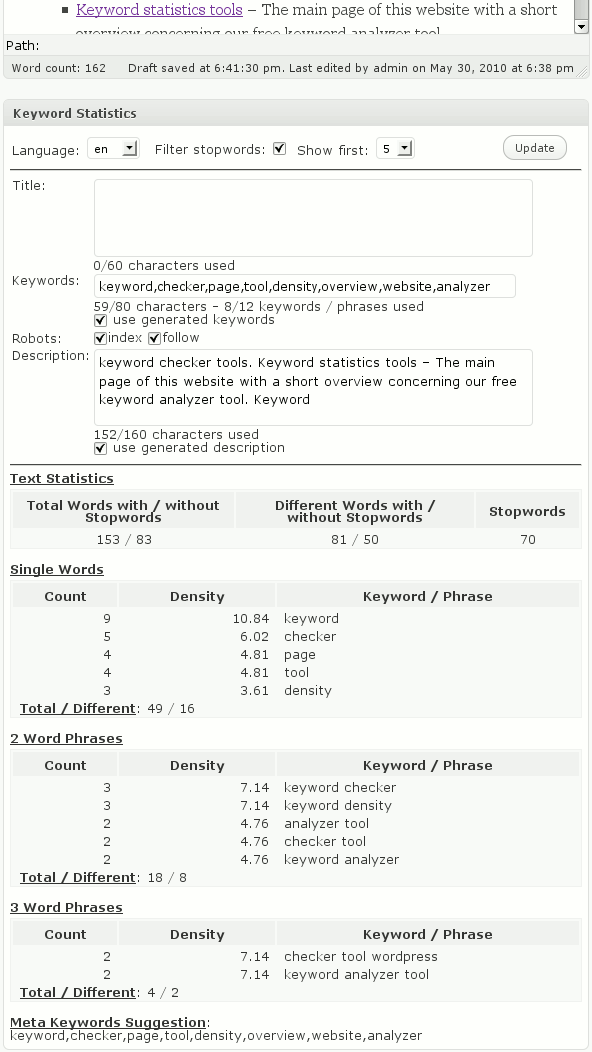 Keyword statistics tools – The main page of this website with a short
overview concerning our free keyword analyzer tool.
Path:
Word count: 162 Draft saved at 6:41:30 pm. Last edited by admin on May 30, 2010 at 6:38 pm
Keyword Statistics
Language: en Filter stopwords: Show first: 5 Update
Title:
0/60 characters used
Keywords: keyword,checker,page,tool,density,overview,website,analyzer
59/80 characters – 8/12 keywords / phrases used
use generated keywords
Robots: index follow
Description: keyword checker tools. Keyword statistics tools – The main
page of this website with a short overview concerning our free
keyword analyzer tool. Keyword
152/160 characters used
use generated description
Text Statistics
Total Words with / without Stopwords Different Words with / without Stopwords Stopwords
153 / 83 81 / 50 70
Single Words
Count Density Keyword / Phrase
9 10.84 keyword
5 6.02 checker
4 4.81 page
4 4.81 tool
3 3.61 density
Total / Different: 49 / 16
2 Word Phrases
Count Density Keyword / Phrase
3 7.14 keyword checker
3 7.14 keyword density
2 4.76 analyzer tool
2 4.76 checker tool
2 4.76 keyword analyzer
Total / Different: 18 / 8
3 Word Phrases
Count Density Keyword / Phrase
2 7.14 checker tool wordpress
2 7.14 keyword analyzer tool
Total / Different: 4 / 2
Meta Keywords Suggestion:
keyword,checker,page,tool,density,overview,website,analyzer